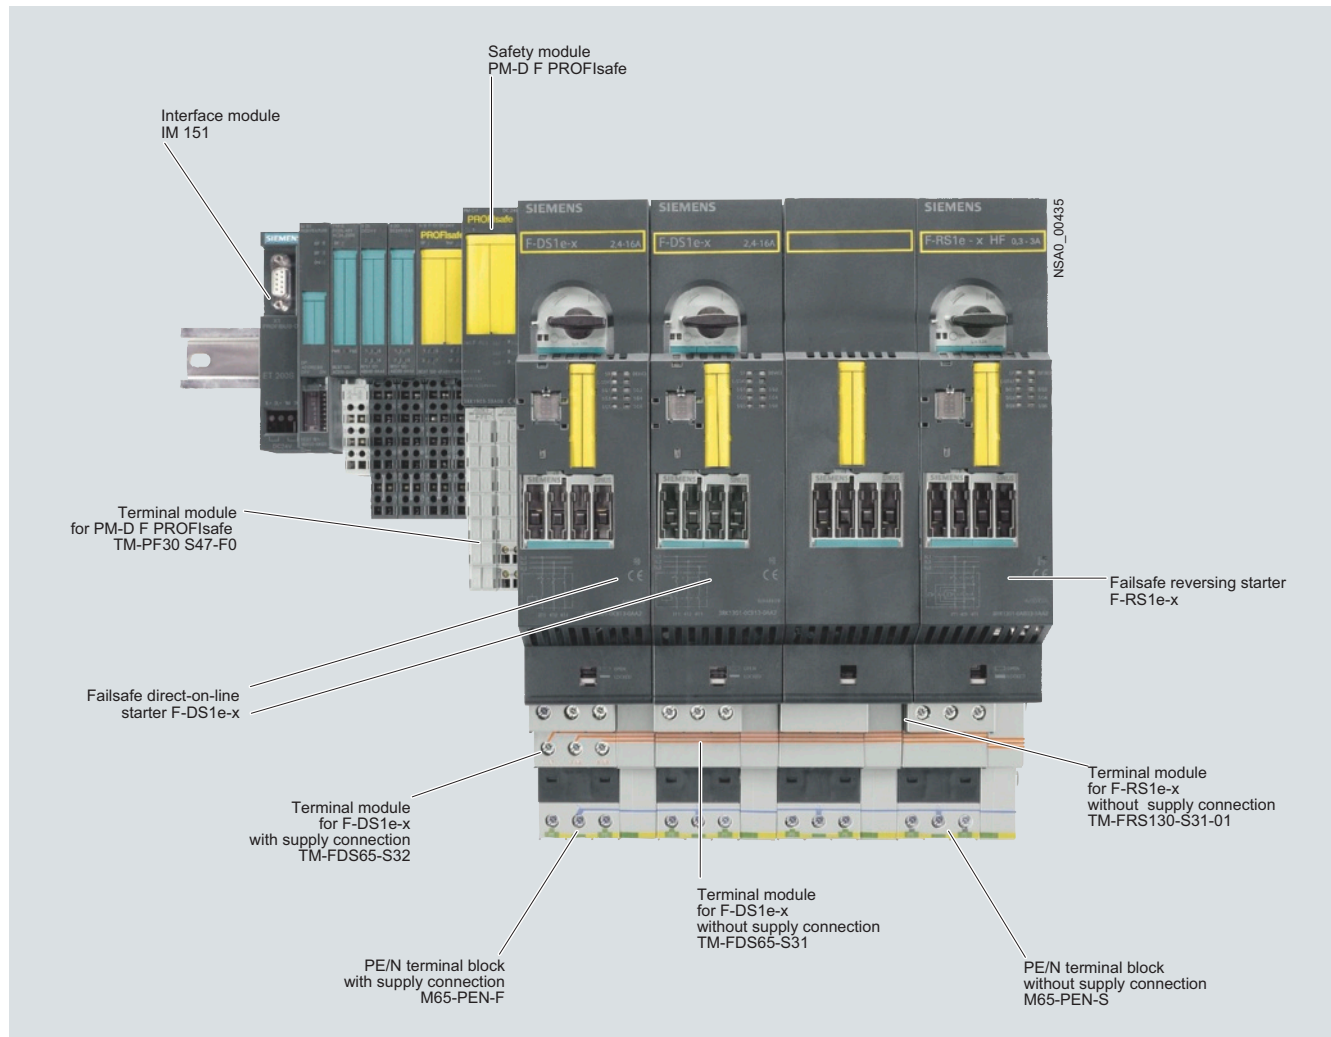 Safety module
PM-D F PROFIsafe
Interface module
IM 151
NSA0_00435
SIEMENS
SIEMENS
SIEMENS
F-DS1e-x 2,4-16A
F-DS1e-x 2,4-16A
F-RS1e - x HF 0,3 - 3A
PROFIsafe
PROFIsafe
SIEMENS
SIEMENS
SIEMENS
SIEMENS
SIEMENS
Terminal module
for PM-D F PROFIsafe
TM-PF30 S47-F0
Failsafe reversing starter
F-RS1e-x
Failsafe direct-on-line
starter F-DS1e-x
Terminal module
for F-RS1e-x
without supply connection
TM-FRS130-S31-01
Terminal module
for F-DS1e-x
with supply connection
TM-FDS65-S32
Terminal module
for F-DS1e-x
without supply connection
TM-FDS65-S31
PE/N terminal block
with supply connection
M65-PEN-F
PE/N terminal block
without supply connection
M65-PEN-S